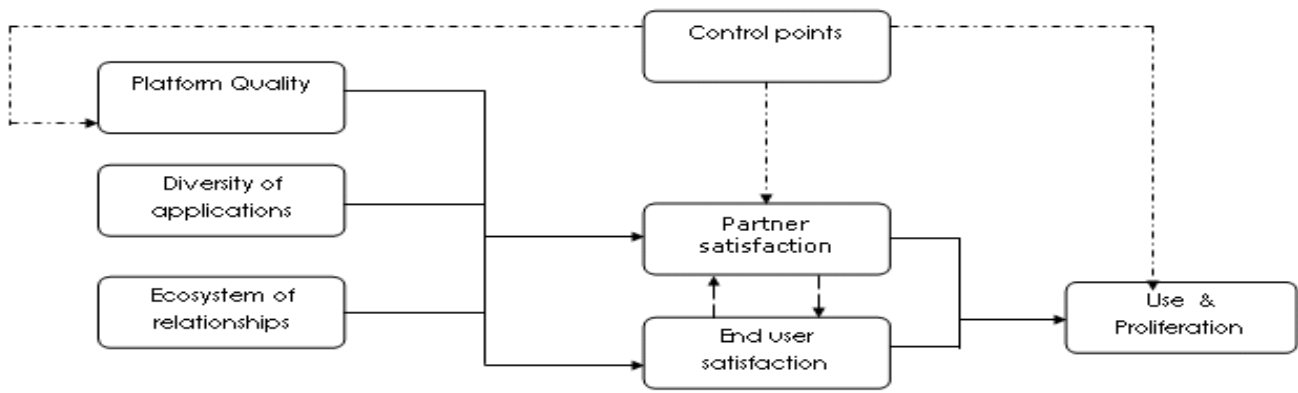 Control points
Platform Quality
Diversity of
applications
Partner
satisfaction
Ecosystem of
relationships
Use &
Proliferation
End user
satisfaction